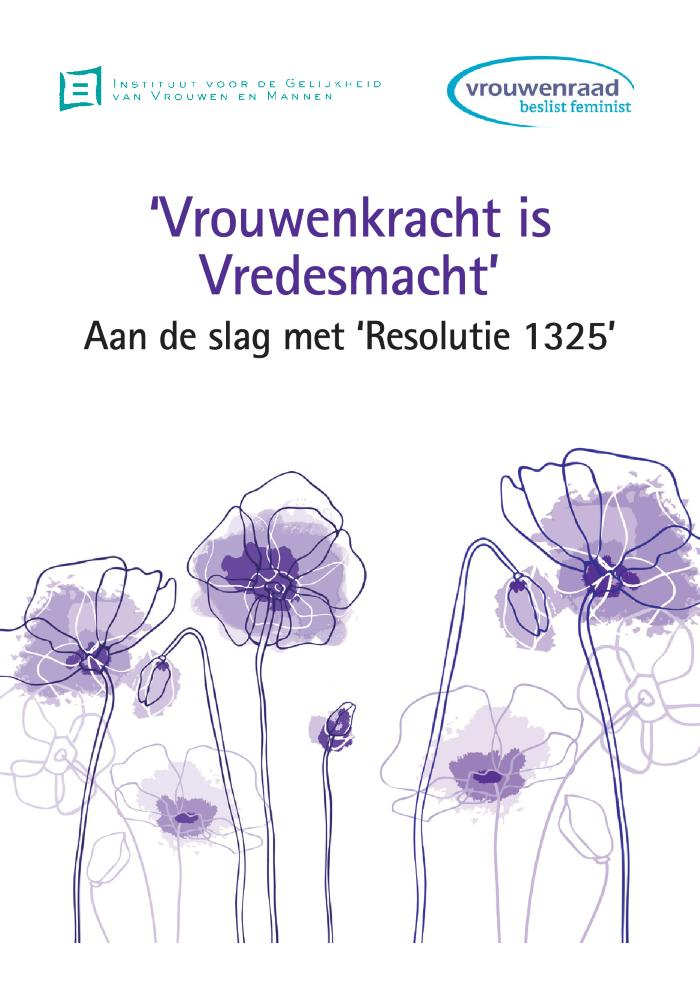 Instituut voor de Gelijkheid
van Vrouwen en Mannen
vrouwenraad
beslist feminist
‘Vrouwenkracht is
Vredesmacht’
Aan de slag met ‘Resolutie 1325’